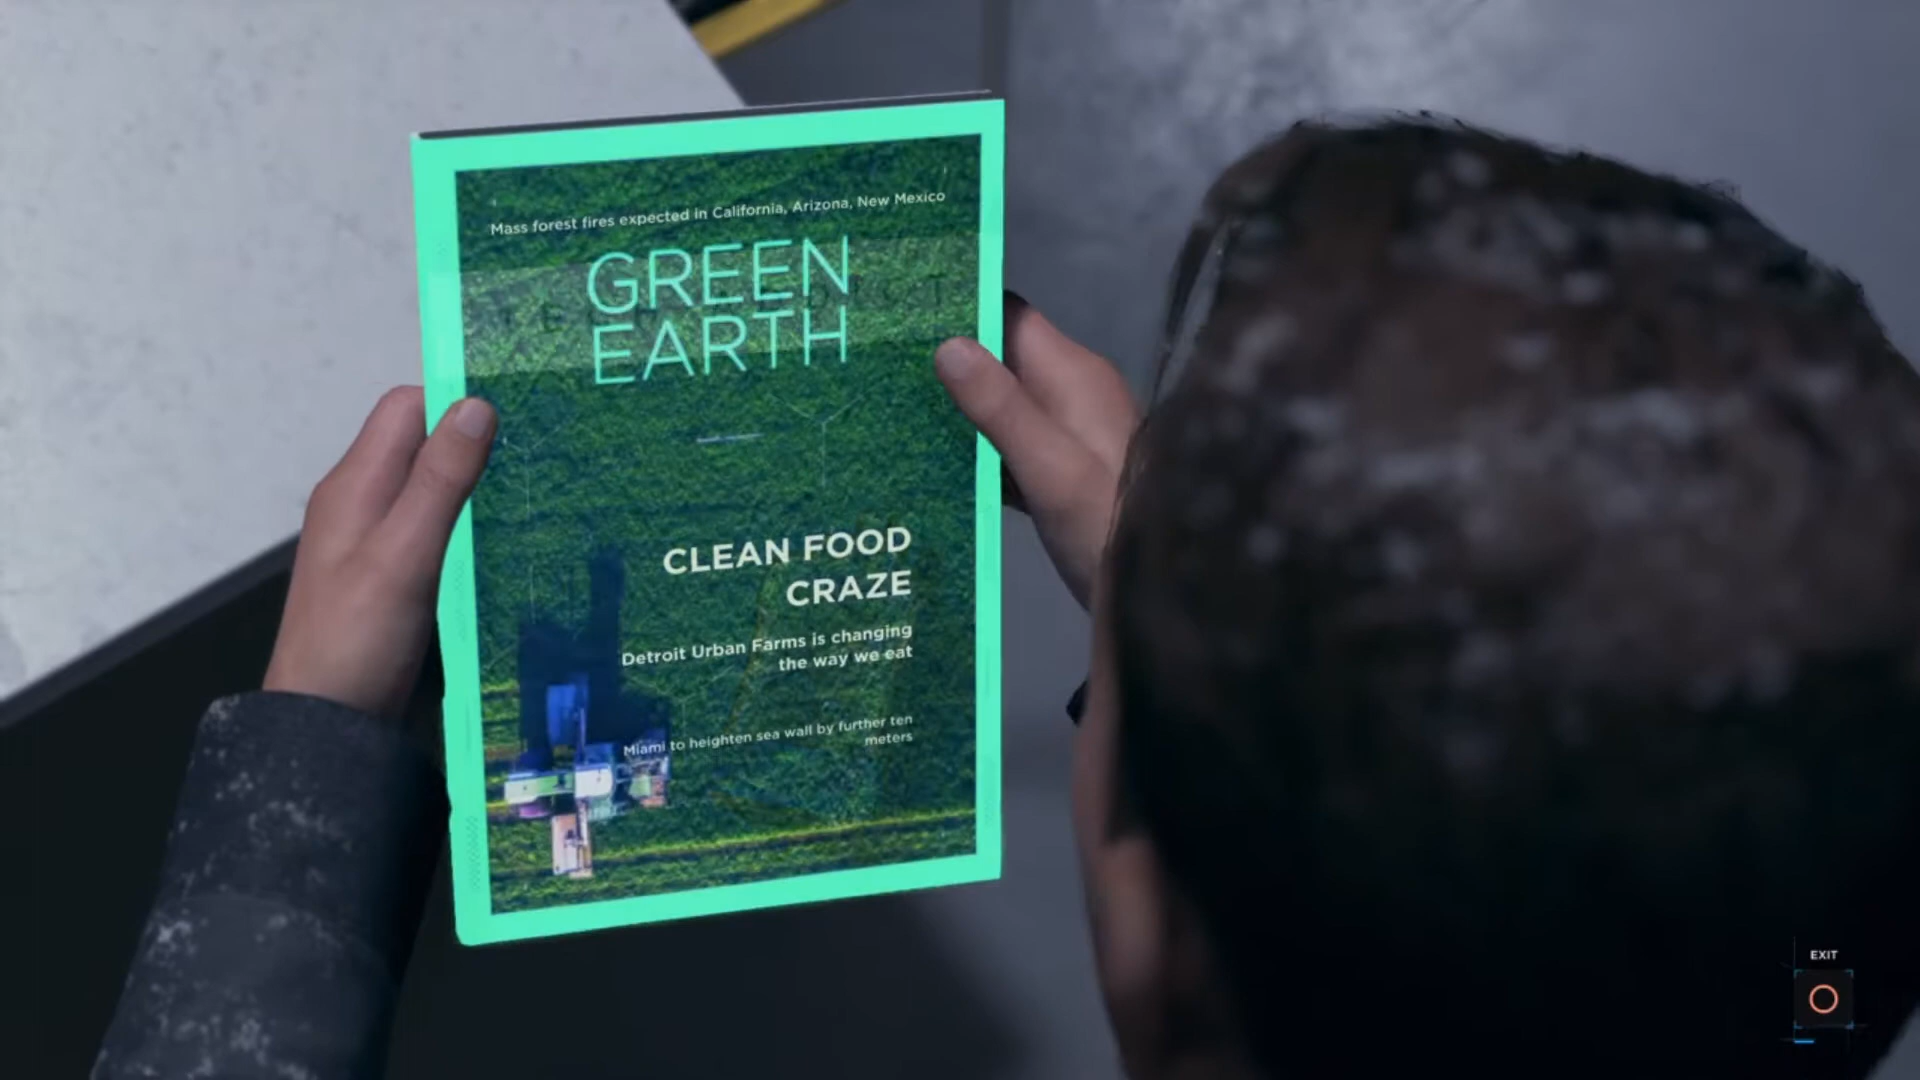 Mass forest fires expected in California, Arizona, New Mexico
GREEN
EARTH
CLEAN FOOD
CRAZE
Detroit Urban Farms is changing
the way we eat
Miami to heighten sea wall by further ten
meters
EXIT